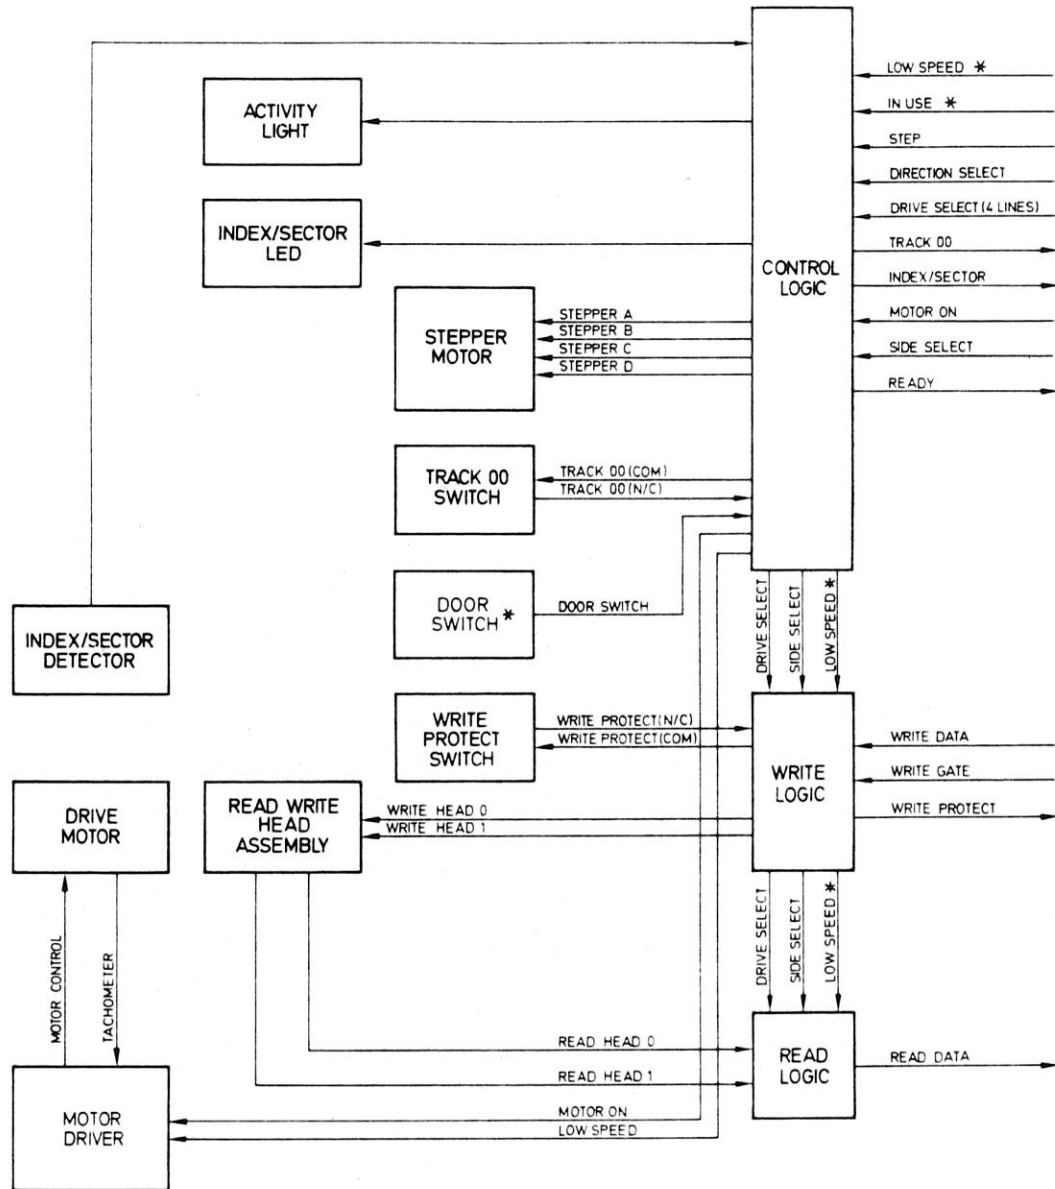 LOW SPEED *
ACTIVITY
LIGHT
IN USE *
STEP
DIRECTION SELECT
INDEX/SECTOR
LED
DRIVE SELECT (4 LINES)
TRACK 00
CONTROL
LOGIC
INDEX/SECTOR
STEPPER
MOTOR
STEPPER A
STEPPER B
STEPPER C
STEPPER D
MOTOR ON
SIDE SELECT
READY
TRACK 00
SWITCH
TRACK 00 (COM)
TRACK 00 (N/C)
DOOR
SWITCH *
DOOR SWITCH
INDEX/SECTOR
DETECTOR
DRIVE SELECT
SIDE SELECT
LOW SPEED *
WRITE
PROTECT
SWITCH
WRITE PROTECT (N/C)
WRITE PROTECT (COM)
WRITE
LOGIC
WRITE DATA
WRITE GATE
WRITE PROTECT
DRIVE
MOTOR
READ WRITE
HEAD
ASSEMBLY
WRITE HEAD 0
WRITE HEAD 1
DRIVE SELECT
SIDE SELECT
LOW SPEED *
MOTOR CONTROL
TACHOMETER
READ HEAD 0
READ HEAD 1
READ
LOGIC
READ DATA
MOTOR
DRIVER
MOTOR ON
LOW SPEED